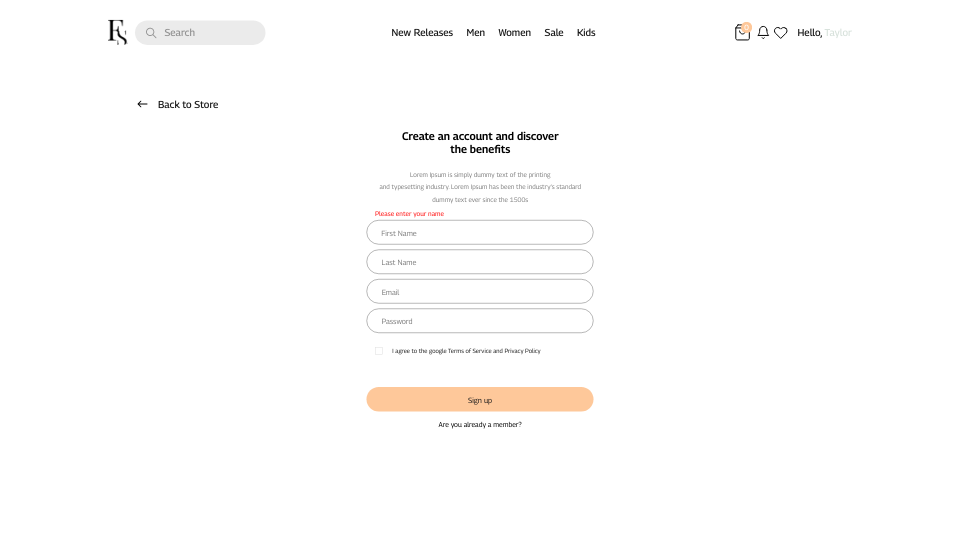 FS
Search
New Releases Men Women Sale Kids
Hello, Taylor
Back to Store
Create an account and discover
the benefits
Lorem Ipsum is simply dummy text of the printing
and typesetting industry. Lorem Ipsum has been the industry's standard
dummy text ever since the 1500s
Please enter your name
First Name
Last Name
Email
Password
I agree to the google Terms of Service and Privacy Policy
Sign up
Are you already a member?